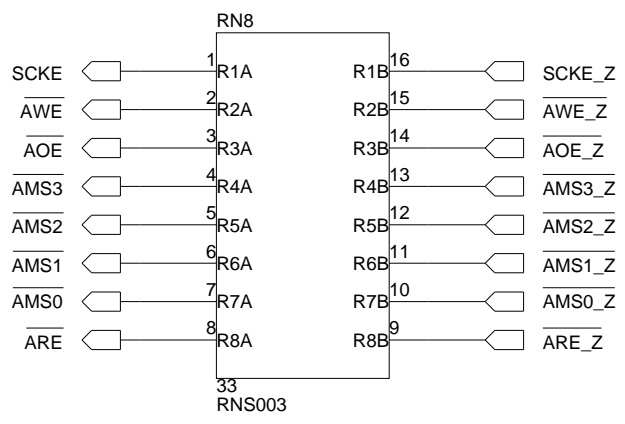 RN8
SCKE 1 R1A R1B 16 SCKE_Z
AWE 2 R2A R2B 15 AWE_Z
AOE 3 R3A R3B 14 AOE_Z
AMS3 4 R4A R4B 13 AMS3_Z
AMS2 5 R5A R5B 12 AMS2_Z
AMS1 6 R6A R6B 11 AMS1_Z
AMS0 7 R7A R7B 10 AMS0_Z
ARE 8 R8A R8B 9 ARE_Z
33
RNS003